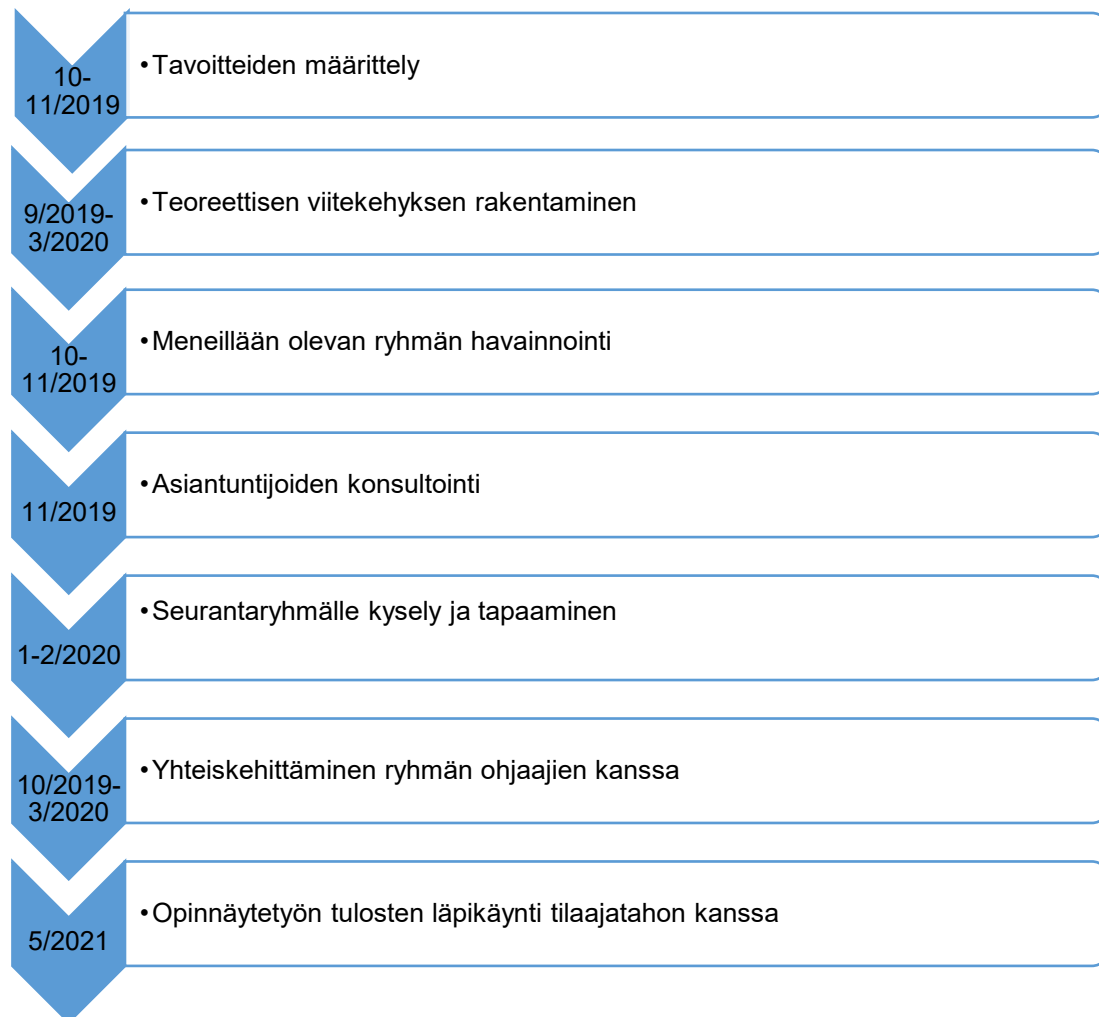 10-
11/2019
•Tavoitteiden määrittely
9/2019-
3/2020
•Teoreettisen viitekehyksen rakentaminen
10-
11/2019
•Meneillään olevan ryhmän havainnointi
11/2019
•Asiantuntijoiden konsultointi
1-2/2020
•Seurantaryhmälle kysely ja tapaaminen
10/2019-
3/2020
•Yhteiskehittäminen ryhmän ohjaajien kanssa
5/2021
•Opinnäytetyön tulosten läpikäynti tilaajatahon kanssa